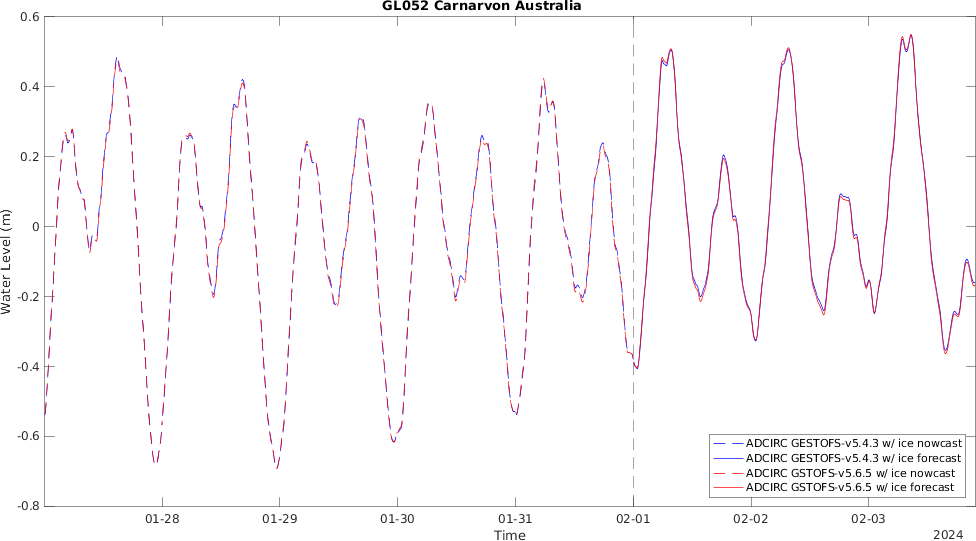 GL052 Carnarvon Australia
Water Level (m)
0.6
0.4
0.2
0
-0.2
-0.4
-0.6
-0.8
ADCIRC GESTOFS-v5.4.3 w/ ice nowcast
ADCIRC GESTOFS-v5.4.3 w/ ice forecast
ADCIRC GSTOFS-v5.6.5 w/ ice nowcast
ADCIRC GSTOFS-v5.6.5 w/ ice forecast
01-28 01-29 01-30 01-31 02-01 02-02 02-03
Time
2024